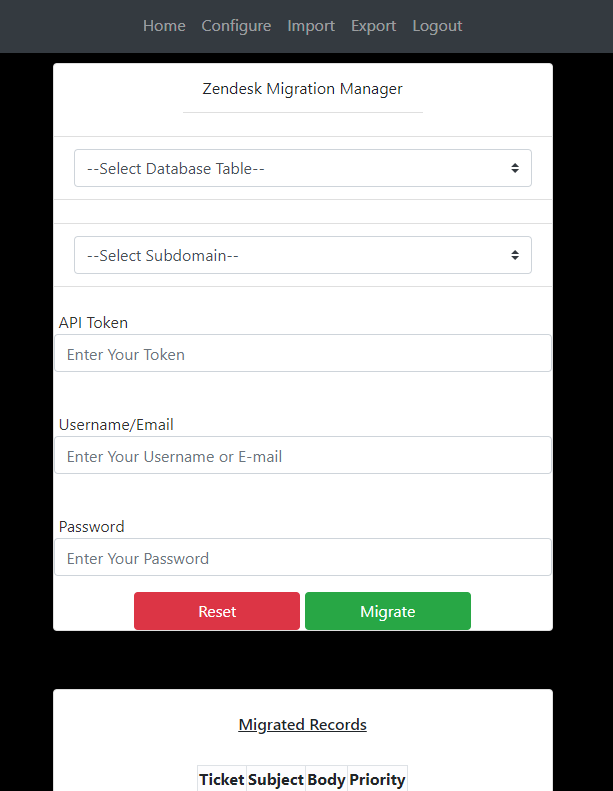 Home Configure Import Export Logout
Zendesk Migration Manager
--Select Database Table--
--Select Subdomain--
API Token
Enter Your Token
Username/Email
Enter Your Username or E-mail
Password
Enter Your Password
Reset Migrate
Migrated Records
Ticket Subject Body Priority